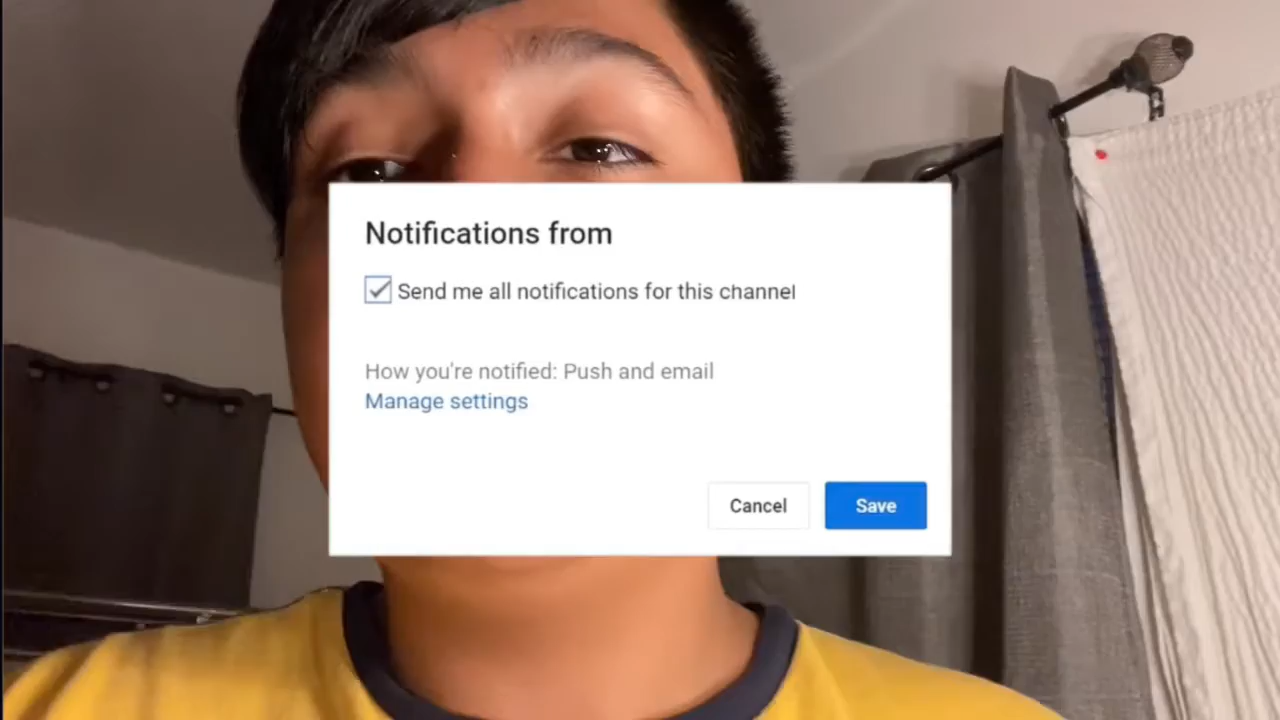 Notifications from
Send me all notifications for this channel
How you're notified: Push and email
Manage settings
Cancel
Save